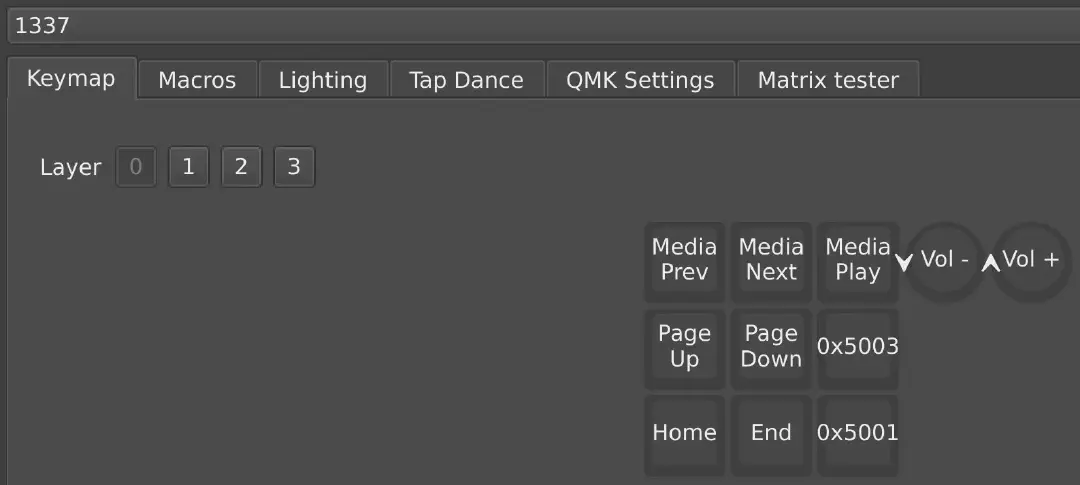 1337
Keymap Macros Lighting Tap Dance QMK Settings Matrix tester
Layer 0 1 2 3
Media Prev
Media Next
Media Play
Vol -
Vol +
Page Up
Page Down
0x5003
Home
End
0x5001